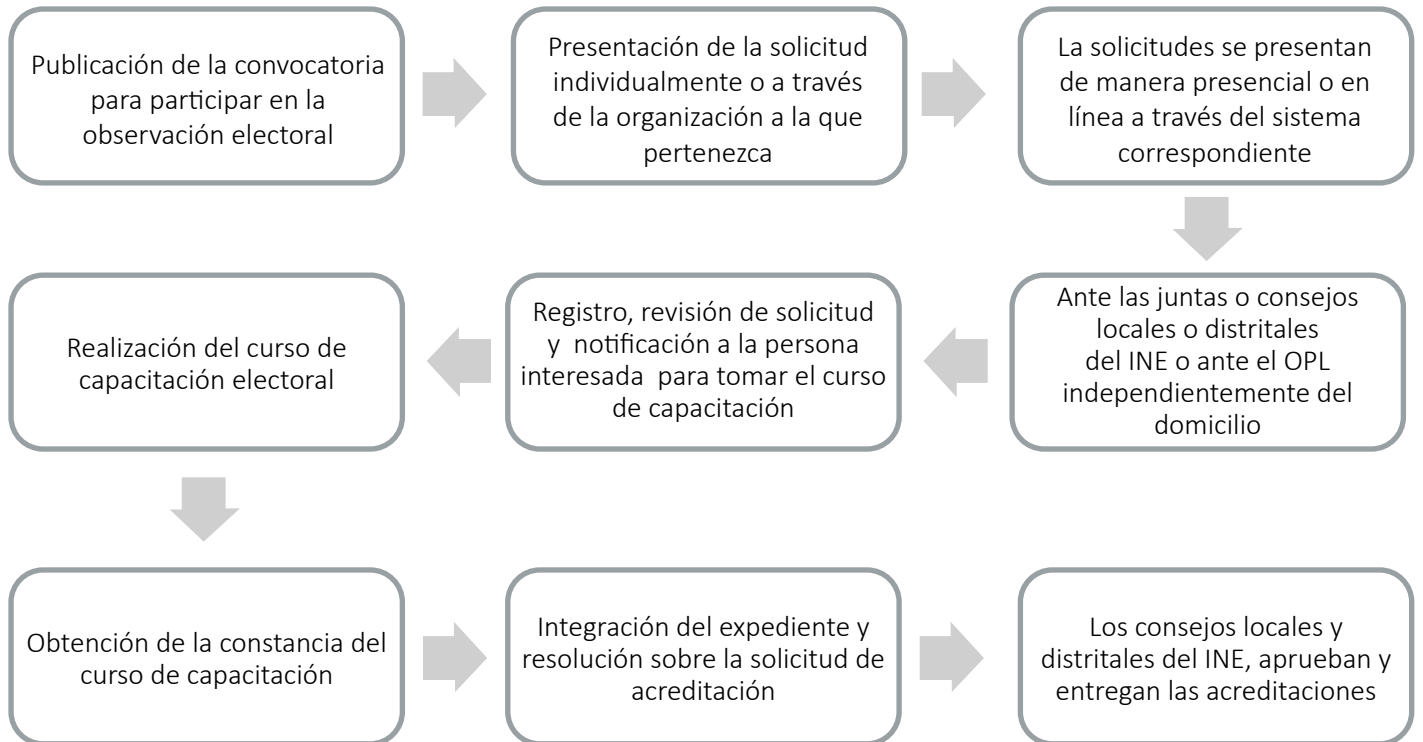 Publicación de la convocatoria
para participar en la
observación electoral
Presentación de la solicitud
individualmente o a través
de la organización a la que
pertenezca
La solicitudes se presentan
de manera presencial o en
línea a través del sistema
correspondiente
Ante las juntas o consejos
locales o distritales
del INE o ante el OPL
independientemente del
domicilio
Registro, revisión de solicitud
y notificación a la persona
interesada para tomar el curso
de capacitación
Realización del curso de
capacitación electoral
Obtención de la constancia del
curso de capacitación
Integración del expediente y
resolución sobre la solicitud de
acreditación
Los consejos locales y
distritales del INE, aprueban y
entregan las acreditaciones